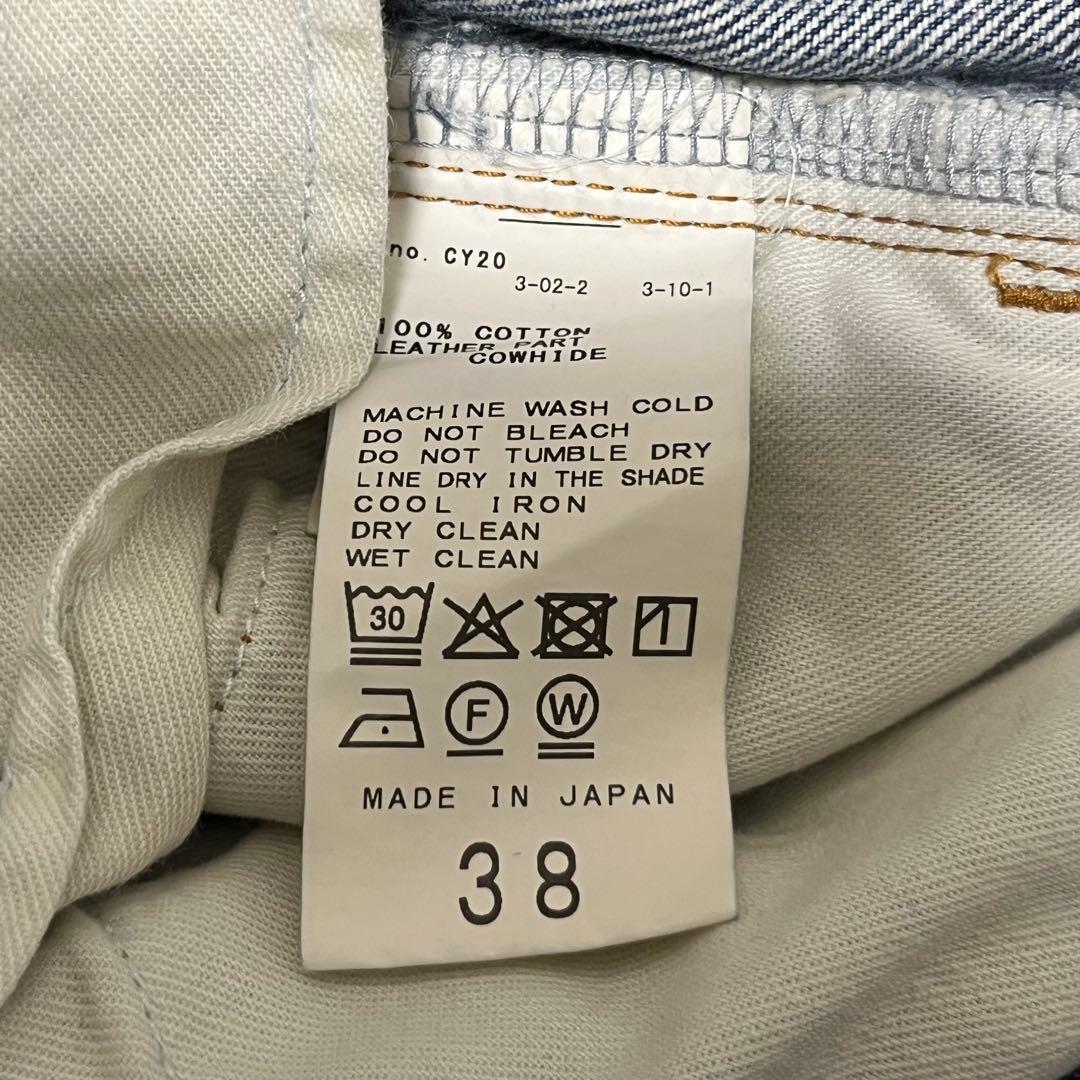 no. CY20
3-02-2 3-10-1
100% COTTON
LEATHER PART
COWHIDE
MACHINE WASH COLD
DO NOT BLEACH
DO NOT TUMBLE DRY
LINE DRY IN THE SHADE
COOL IRON
DRY CLEAN
WET CLEAN
30
F W
MADE IN JAPAN
38